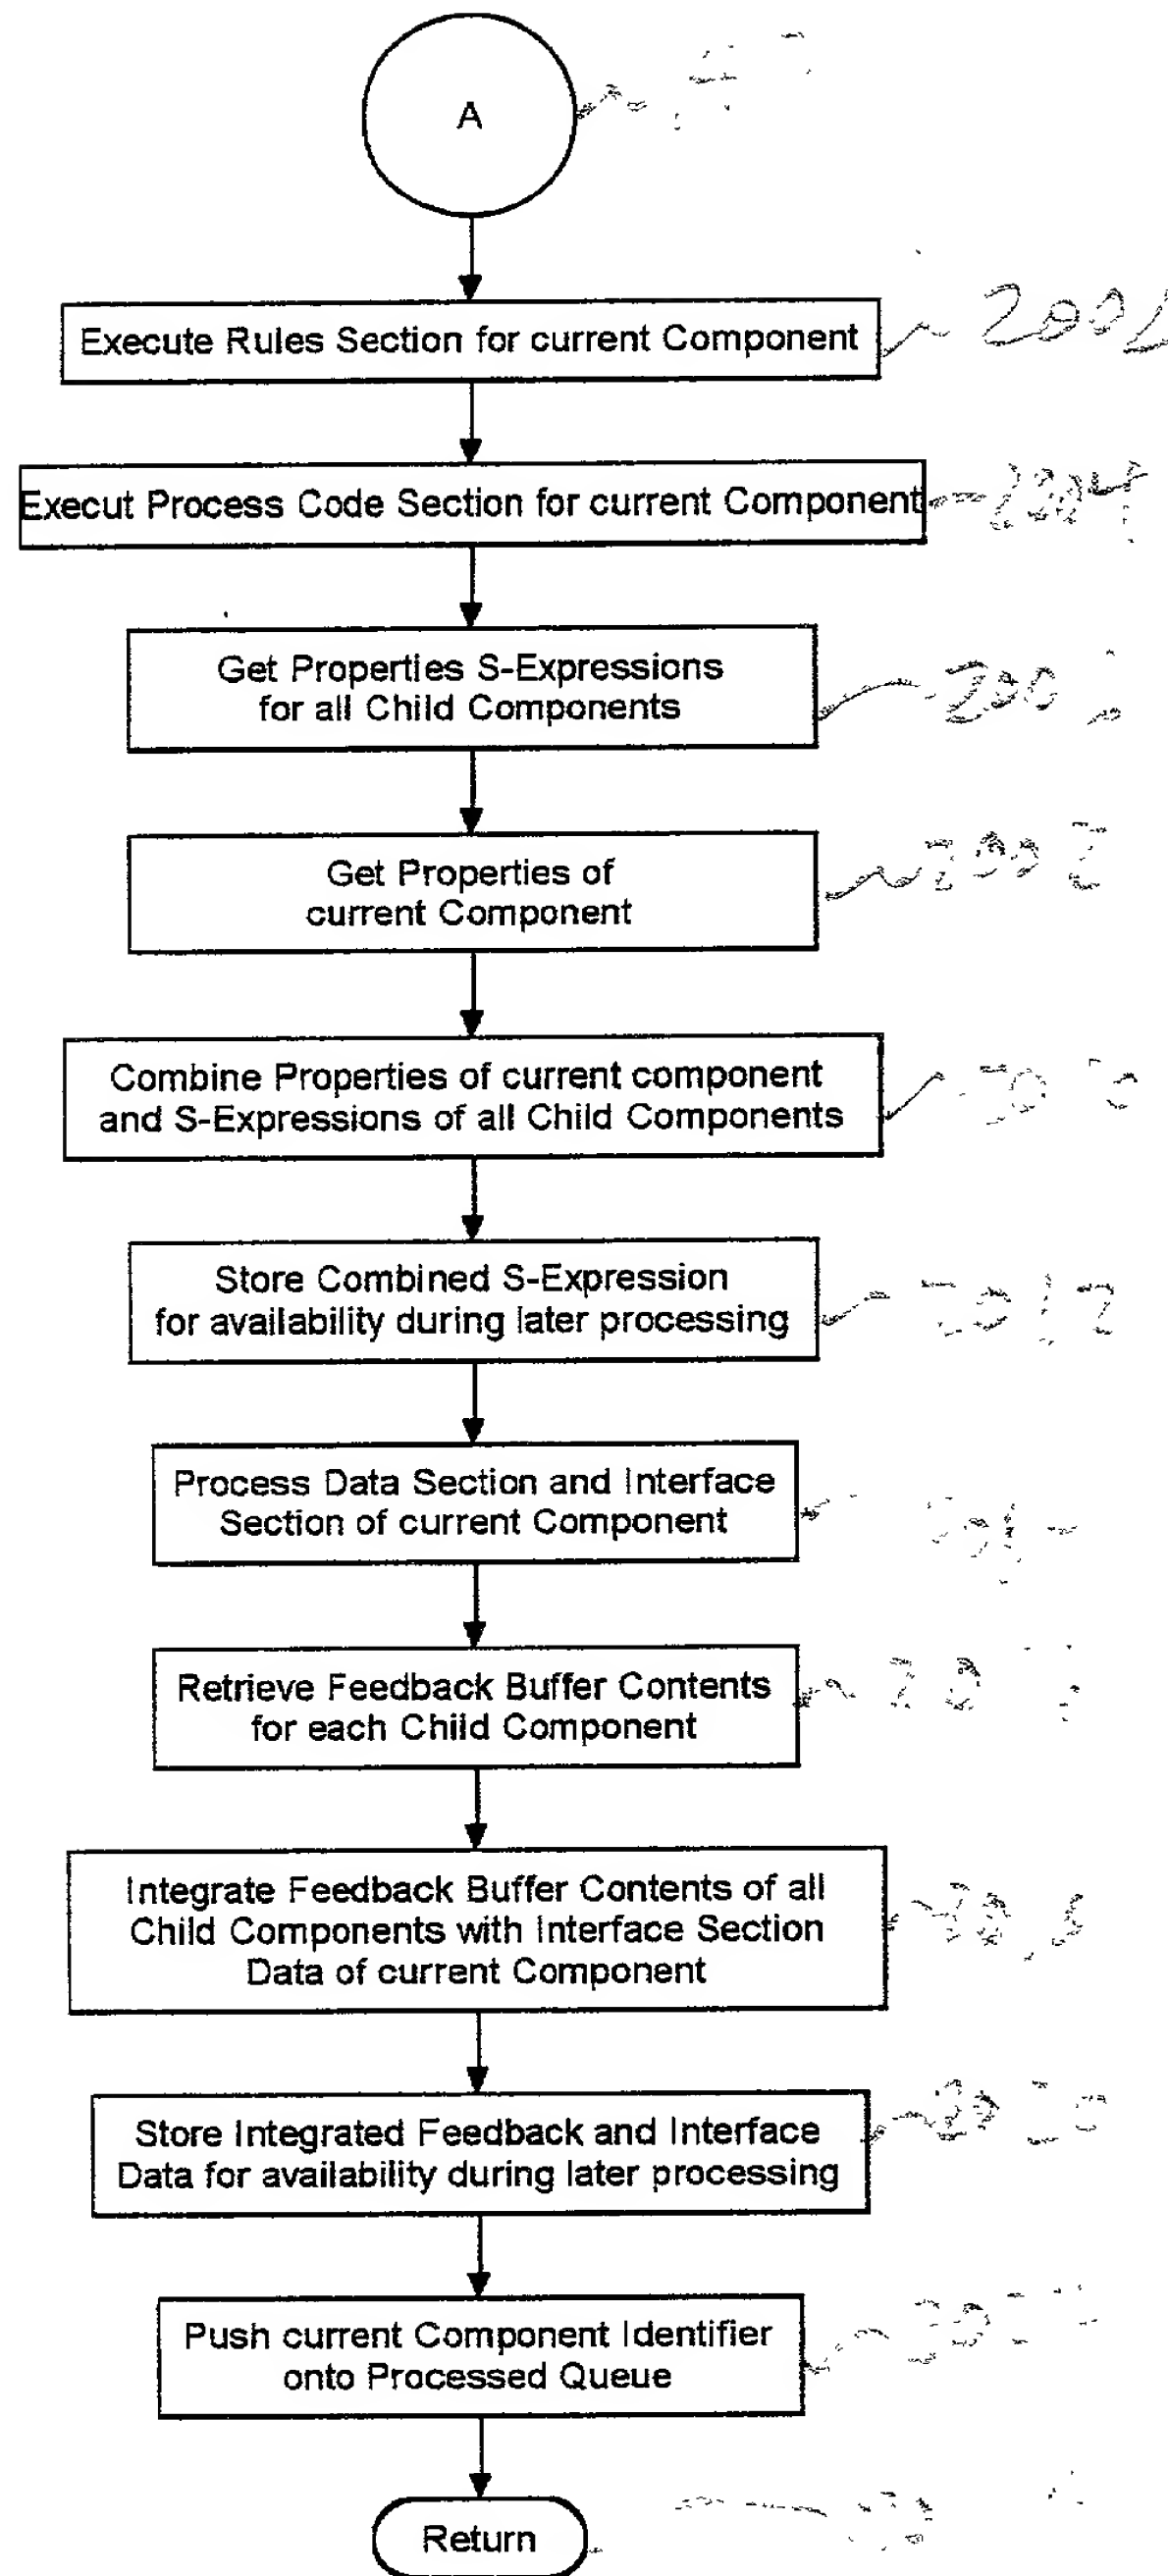 A
Execute Rules Section for current Component
Execut Process Code Section for current Component
Get Properties S-Expressions
for all Child Components
Get Properties of
current Component
Combine Properties of current component
and S-Expressions of all Child Components
Store Combined S-Expression
for availability during later processing
Process Data Section and Interface
Section of current Component
Retrieve Feedback Buffer Contents
for each Child Component
Integrate Feedback Buffer Contents of all
Child Components with Interface Section
Data of current Component
Store Integrated Feedback and Interface
Data for availability during later processing
Push current Component Identifier
onto Processed Queue
Return